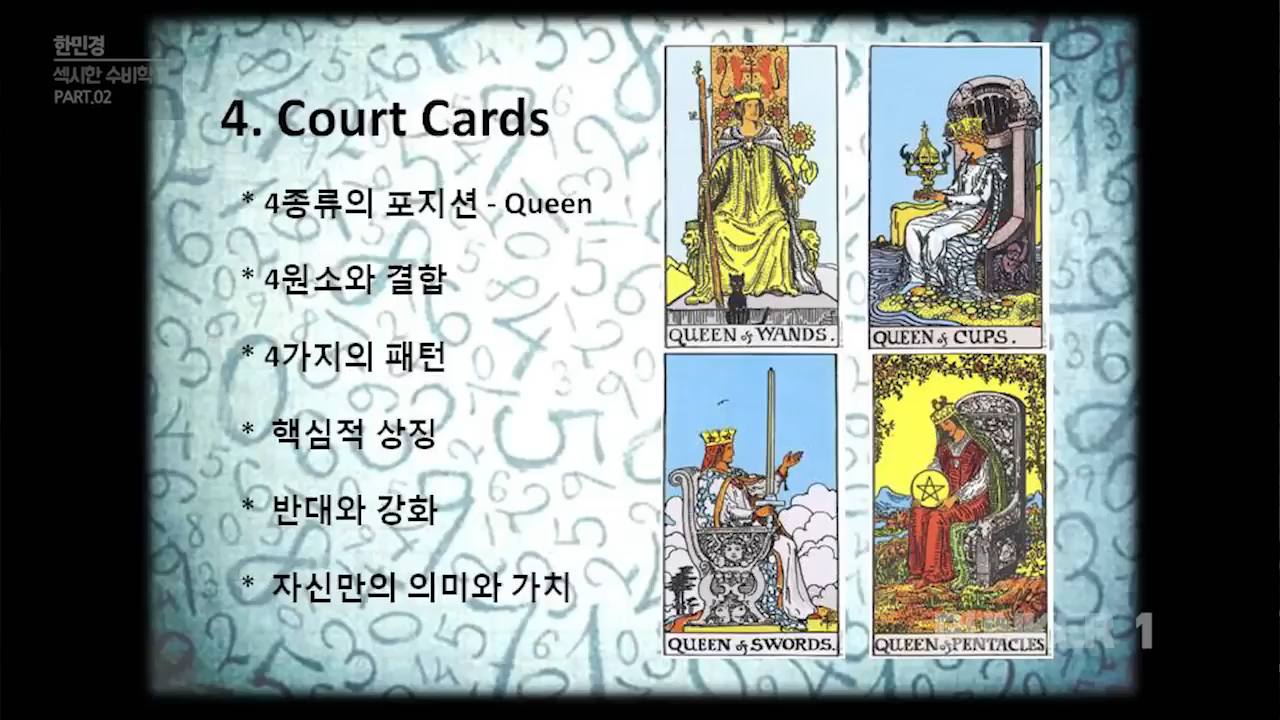 한민경
섹시한 수비학
PART.02
4. Court Cards
* 4종류의 포지션 - Queen
* 4원소와 결합
* 4가지의 패턴
* 핵심적 상징
* 반대와 강화
* 자신만의 의미와 가치
QUEEN of WANDS.
QUEEN of CUPS.
QUEEN of SWORDS.
QUEEN of PENTACLES